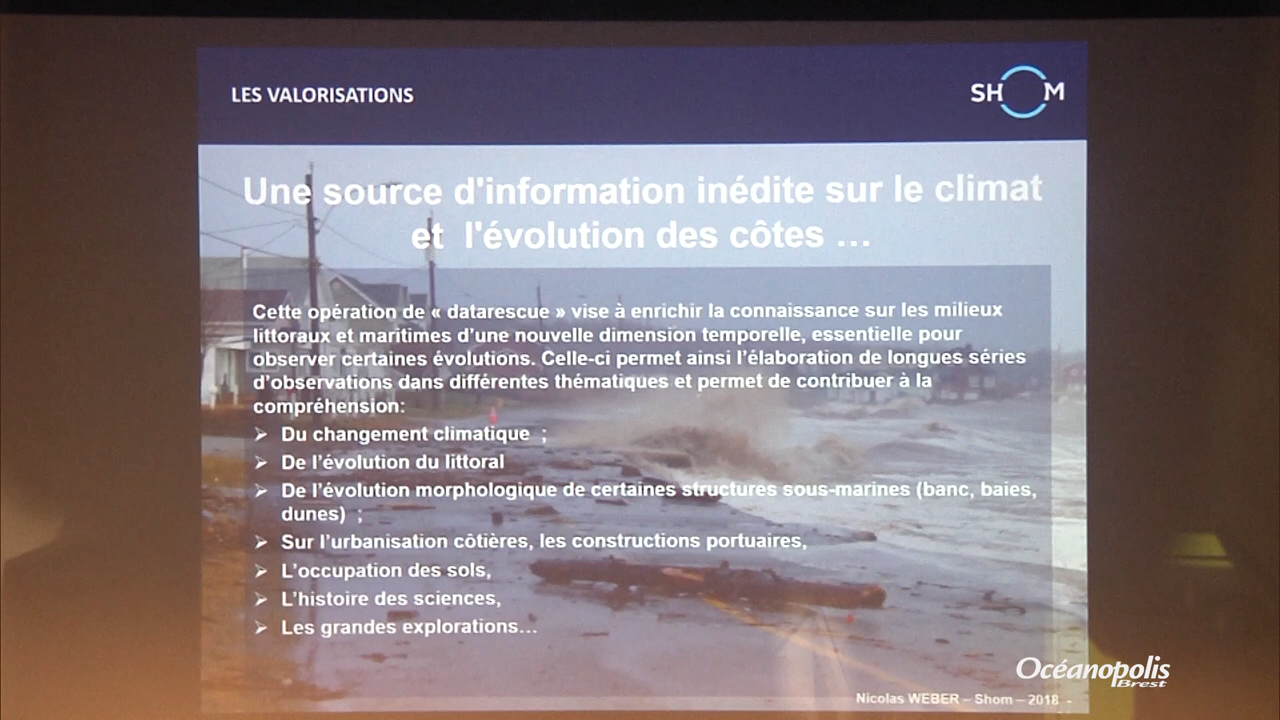 LES VALORISATIONS
SHOM
Une source d'information inédite sur le climat
et l'évolution des côtes …
Cette opération de « datarescue » vise à enrichir la connaissance sur les milieux
littoraux et maritimes d'une nouvelle dimension temporelle, essentielle pour
observer certaines évolutions. Celle-ci permet ainsi l'élaboration de longues séries
d'observations dans différentes thématiques et permet de contribuer à la
compréhension:
➢ Du changement climatique ;
➢ De l'évolution du littoral
➢ De l'évolution morphologique de certaines structures sous-marines (banc, baies,
dunes) ;
➢ Sur l'urbanisation côtières, les constructions portuaires,
➢ L'occupation des sols,
➢ L'histoire des sciences,
➢ Les grandes explorations…
Océanopolis
Brest
Nicolas WEBER – Shom – 2018 -